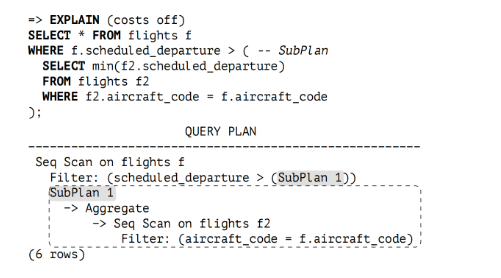 => EXPLAIN (costs off)
SELECT * FROM flights f
WHERE f.scheduled_departure > ( -- SubPlan
  SELECT min(f2.scheduled_departure)
  FROM flights f2
  WHERE f2.aircraft_code = f.aircraft_code
);
                      QUERY PLAN
-------------------------------------------------------
 Seq Scan on flights f
   Filter: (scheduled_departure > (SubPlan 1))
   SubPlan 1
     -> Aggregate
         -> Seq Scan on flights f2
             Filter: (aircraft_code = f.aircraft_code)
(6 rows)